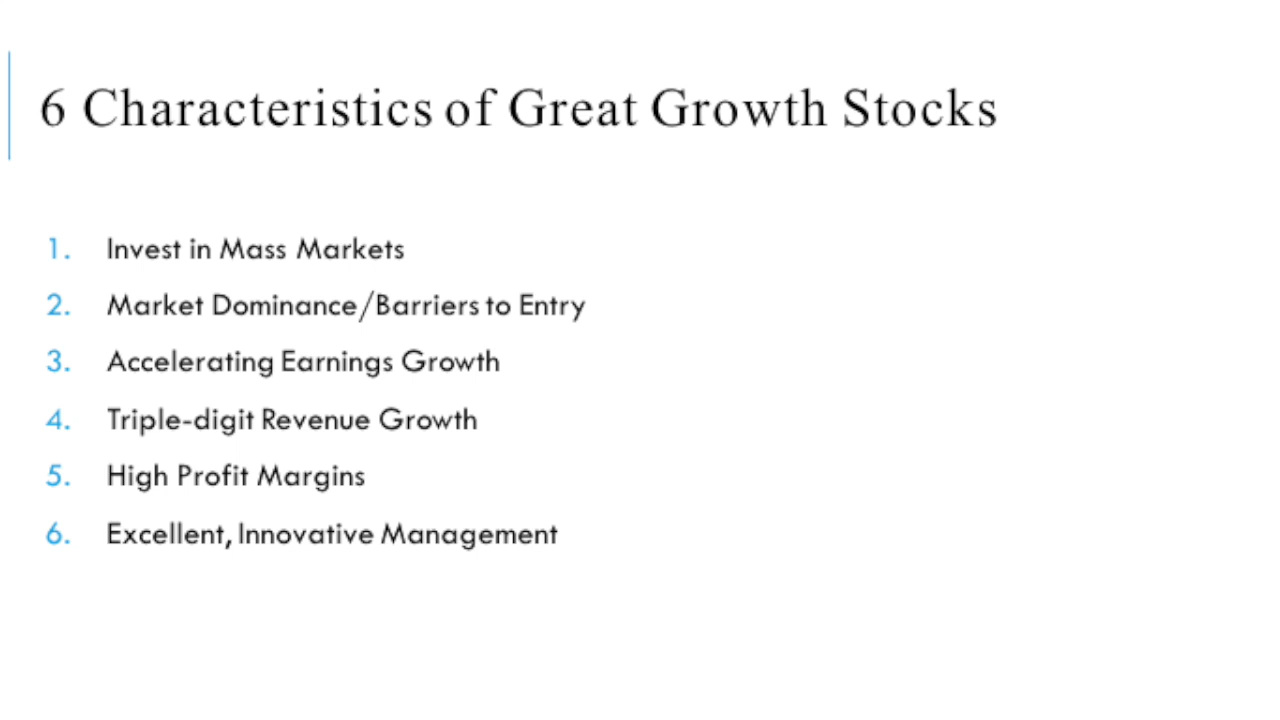 6 Characteristics of Great Growth Stocks
1. Invest in Mass Markets
2. Market Dominance/Barriers to Entry
3. Accelerating Earnings Growth
4. Triple-digit Revenue Growth
5. High Profit Margins
6. Excellent, Innovative Management